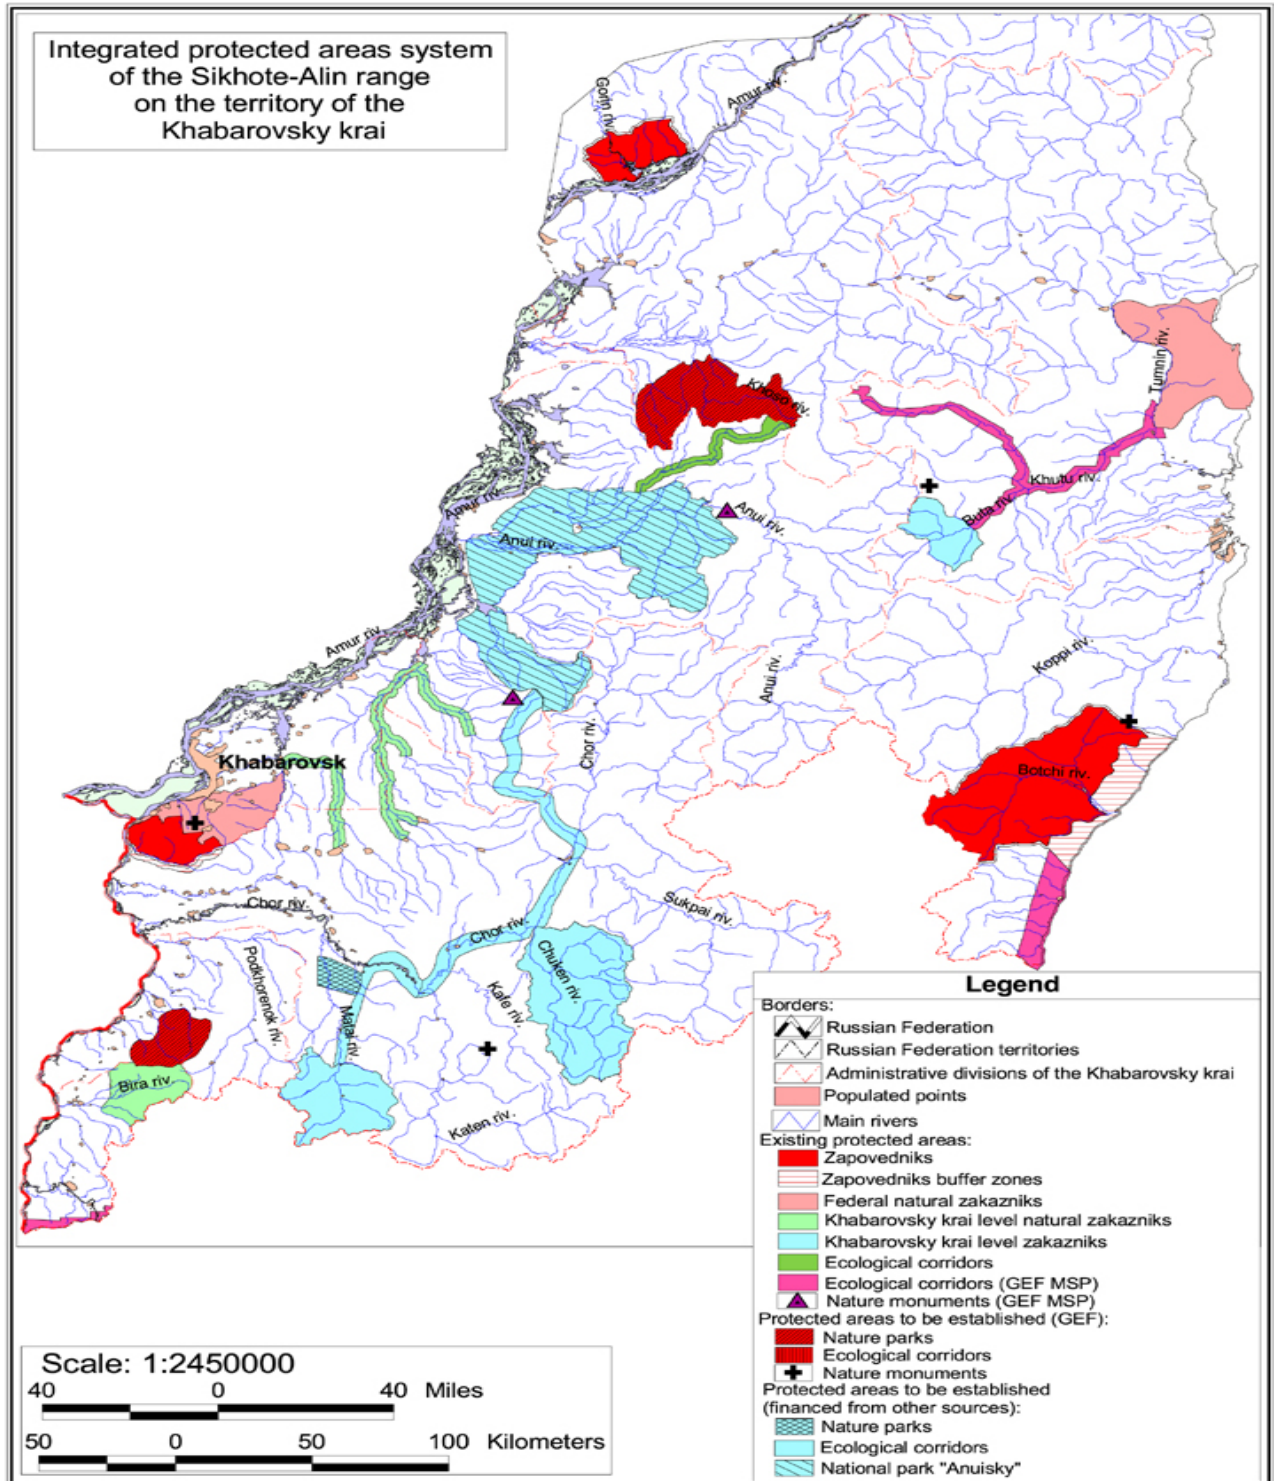 Integrated protected areas system
of the Sikhote-Alin range
on the territory of the
Khabarovsky krai
Gorin riv.
Amur riv.
Tumnin riv.
Khoso riv.
Khutu riv.
Buta riv.
Amur riv.
Anui riv.
Anui riv.
Amur riv.
Koppi riv.
Anui riv.
Chor riv.
Khabarovsk
Botchi riv.
Chor riv.
Sukpai riv.
Chor riv.
Chuken riv.
Podkhorenok riv.
Kafe riv.
Matai riv.
Bira riv.
Katen riv.
Legend
Borders:
Russian Federation
Russian Federation territories
Administrative divisions of the Khabarovsky krai
Populated points
Main rivers
Existing protected areas:
Zapovedniks
Zapovedniks buffer zones
Federal natural zakazniks
Khabarovsky krai level natural zakazniks
Khabarovsky krai level zakazniks
Ecological corridors
Ecological corridors (GEF MSP)
Nature monuments (GEF MSP)
Protected areas to be established (GEF):
Nature parks
Ecological corridors
Nature monuments
Protected areas to be established
(financed from other sources):
Nature parks
Ecological corridors
National park "Anuisky"
Scale: 1:2450000
40 0 40 Miles
50 0 50 100 Kilometers